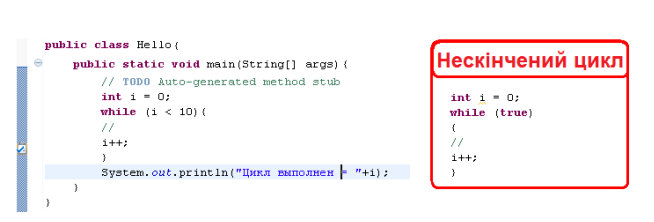 public class Hello{
public static void main(String[] args){
// TODO Auto-generated method stub
int i = 0;
while (i < 10){
//
i++;
}
System.out.println("Цикл выполнен = "+i);
}
}
Нескінчений цикл
int i = 0;
while (true)
{
//
i++;
}